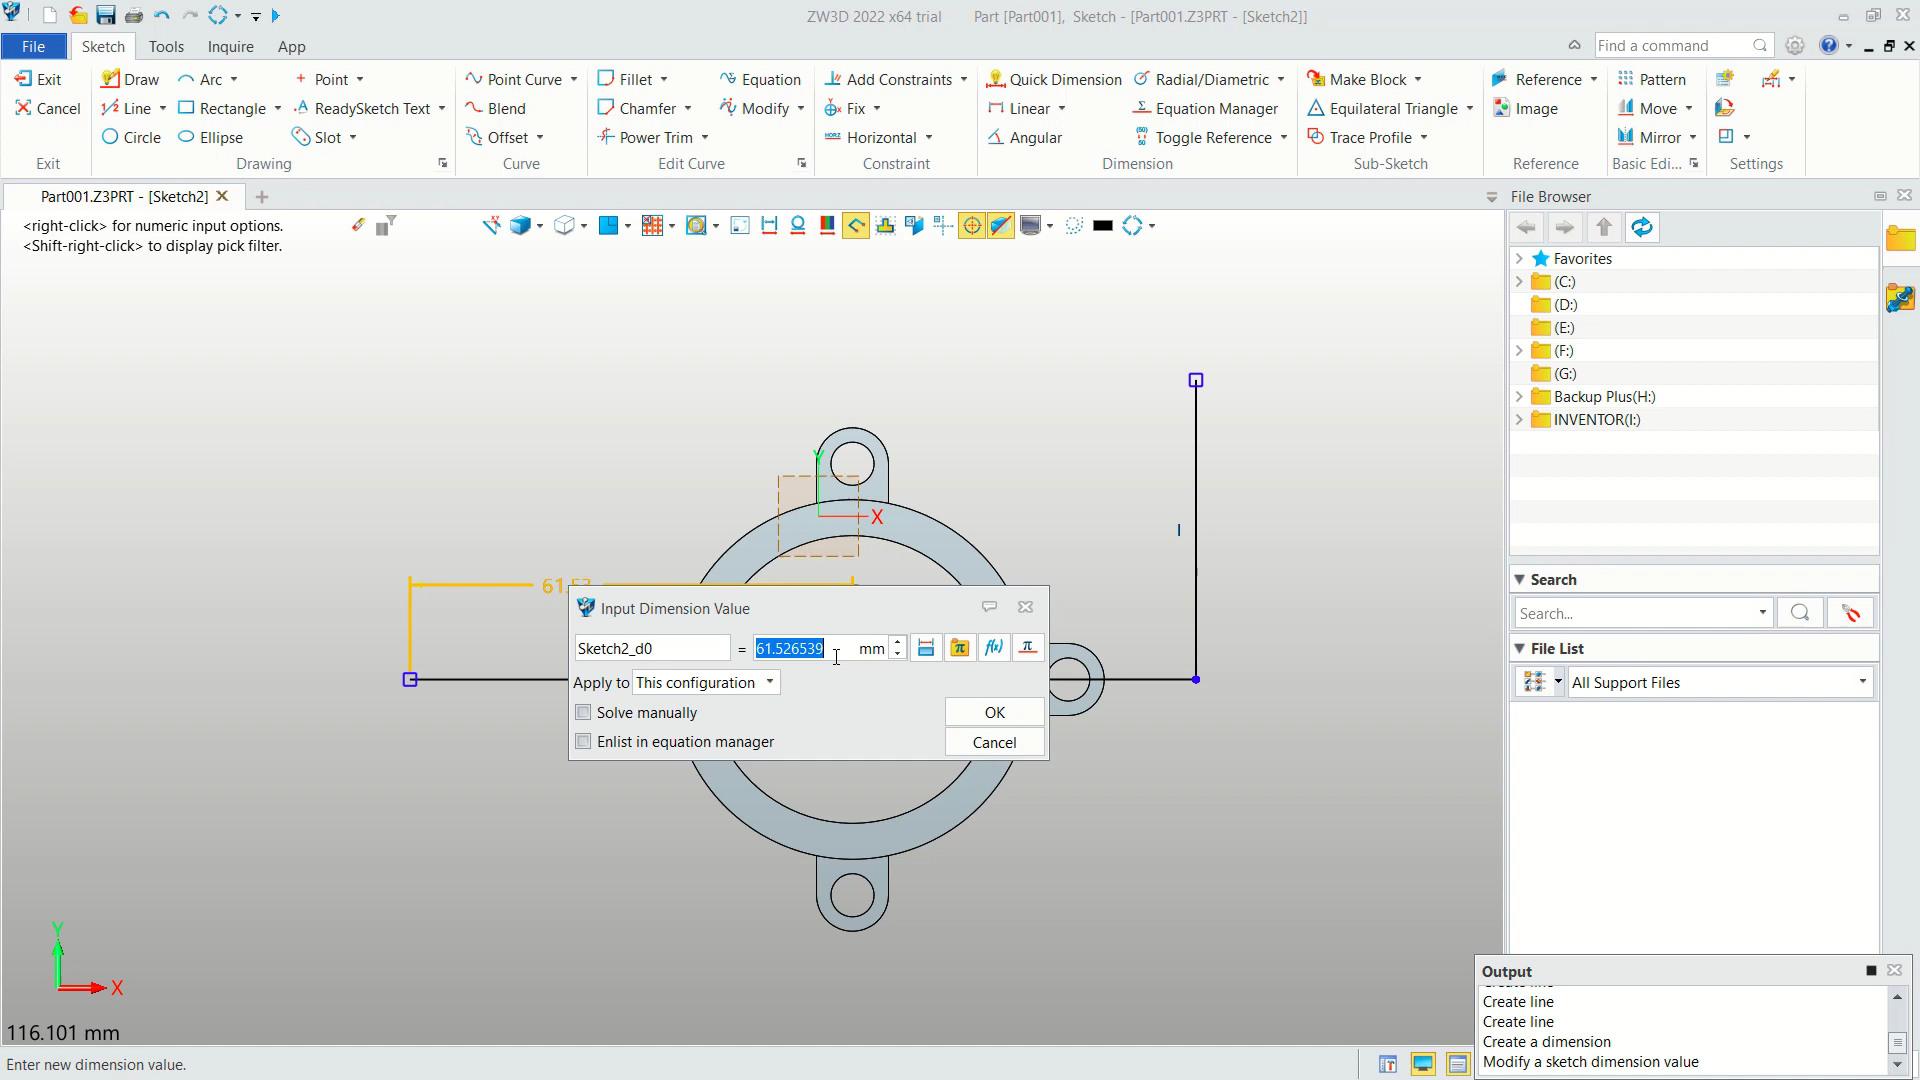 ZW3D 2022 x64 trial
Part [Part001], Sketch - [Part001.Z3PRT - [Sketch2]]
File
Sketch
Tools
Inquire
App
Find a command
Exit
Draw
Arc
Point
Point Curve
Fillet
Equation
Add Constraints
Quick Dimension
Radial/Diametric
Make Block
Reference
Pattern
Cancel
Line
Rectangle
ReadySketch Text
Blend
Chamfer
Modify
Fix
Linear
Equation Manager
Equilateral Triangle
Image
Move
Circle
Ellipse
Slot
Offset
Power Trim
HORZ
Horizontal
Angular
Toggle Reference
Trace Profile
Mirror
Exit
Drawing
Curve
Edit Curve
Constraint
Dimension
Sub-Sketch
Reference
Basic Edi...
Settings
Part001.Z3PRT - [Sketch2]
File Browser
<right-click> for numeric input options.
<Shift-right-click> to display pick filter.
Favorites
(C:)
(D:)
(E:)
(F:)
(G:)
Backup Plus(H:)
INVENTOR(I:)
Y
X
Search
Search...
File List
All Support Files
Input Dimension Value
Sketch2_d0
=
61.526539
mm
Apply to
This configuration
Solve manually
OK
Enlist in equation manager
Cancel
Y
X
116.101 mm
Output
Create line
Create line
Create a dimension
Modify a sketch dimension value
Enter new dimension value.